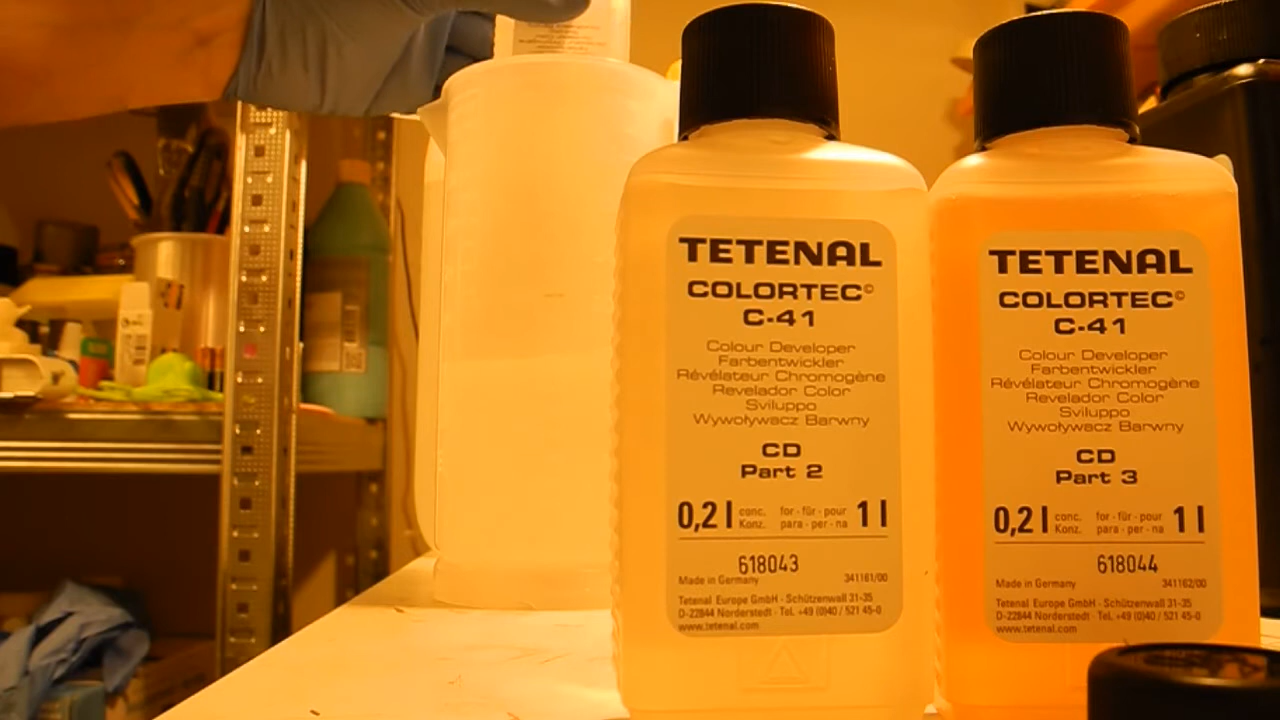 TETENAL
COLORTEC©
C-41
Colour Developer
Farbentwickler
Révélateur Chromogène
Revelador Color
Sviluppo
Wywoływacz Barwny
CD
Part 2
0,2 l conc. Konz. for - für - pour para - per - na 1 l
618043
Made in Germany 341161/00
Tetenal Europe GmbH · Schützenwall 31-35
D-22844 Norderstedt · Tel. +49 (0)40 / 521 45-0
www.tetenal.com
TETENAL
COLORTEC©
C-41
Colour Developer
Farbentwickler
Révélateur Chromogène
Revelador Color
Sviluppo
Wywoływacz Barwny
CD
Part 3
0,2 l conc. Konz. for - für - pour para - per - na 1 l
618044
Made in Germany 341162/00
Tetenal Europe GmbH · Schützenwall 31-35
D-22844 Norderstedt · Tel. +49 (0)40 / 521 45-0
www.tetenal.com